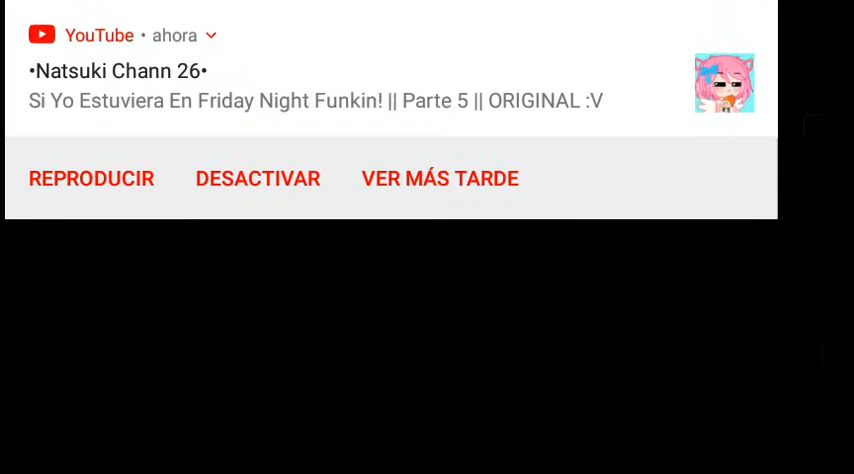 YouTube • ahora
•Natsuki Chann 26•
Si Yo Estuviera En Friday Night Funkin! || Parte 5 || ORIGINAL :V
REPRODUCIR DESACTIVAR VER MÁS TARDE